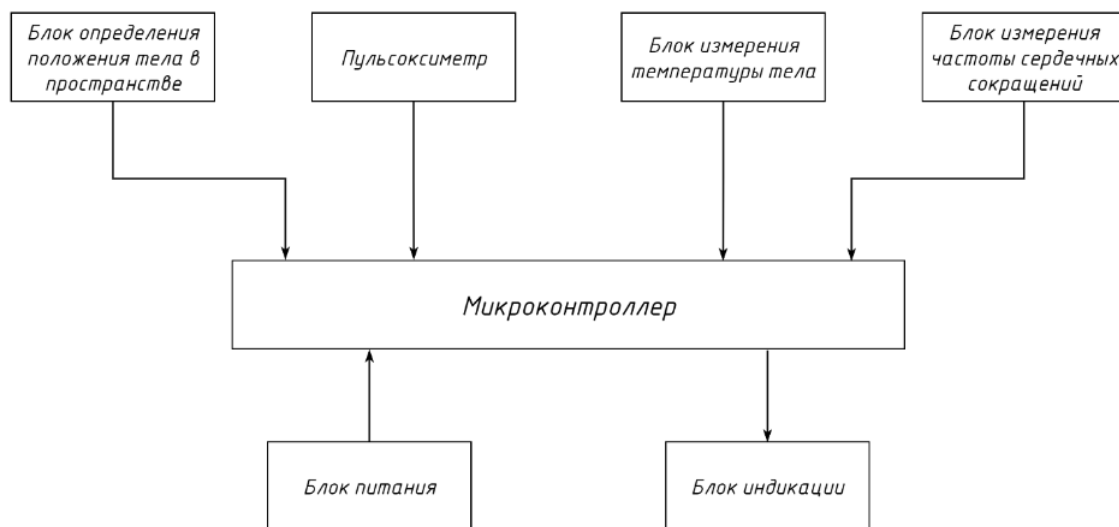 Блок определения
положения тела в
пространстве
Пульсоксиметр
Блок измерения
температуры тела
Блок измерения
частоты сердечных
сокращений
Микроконтроллер
Блок питания
Блок индикации